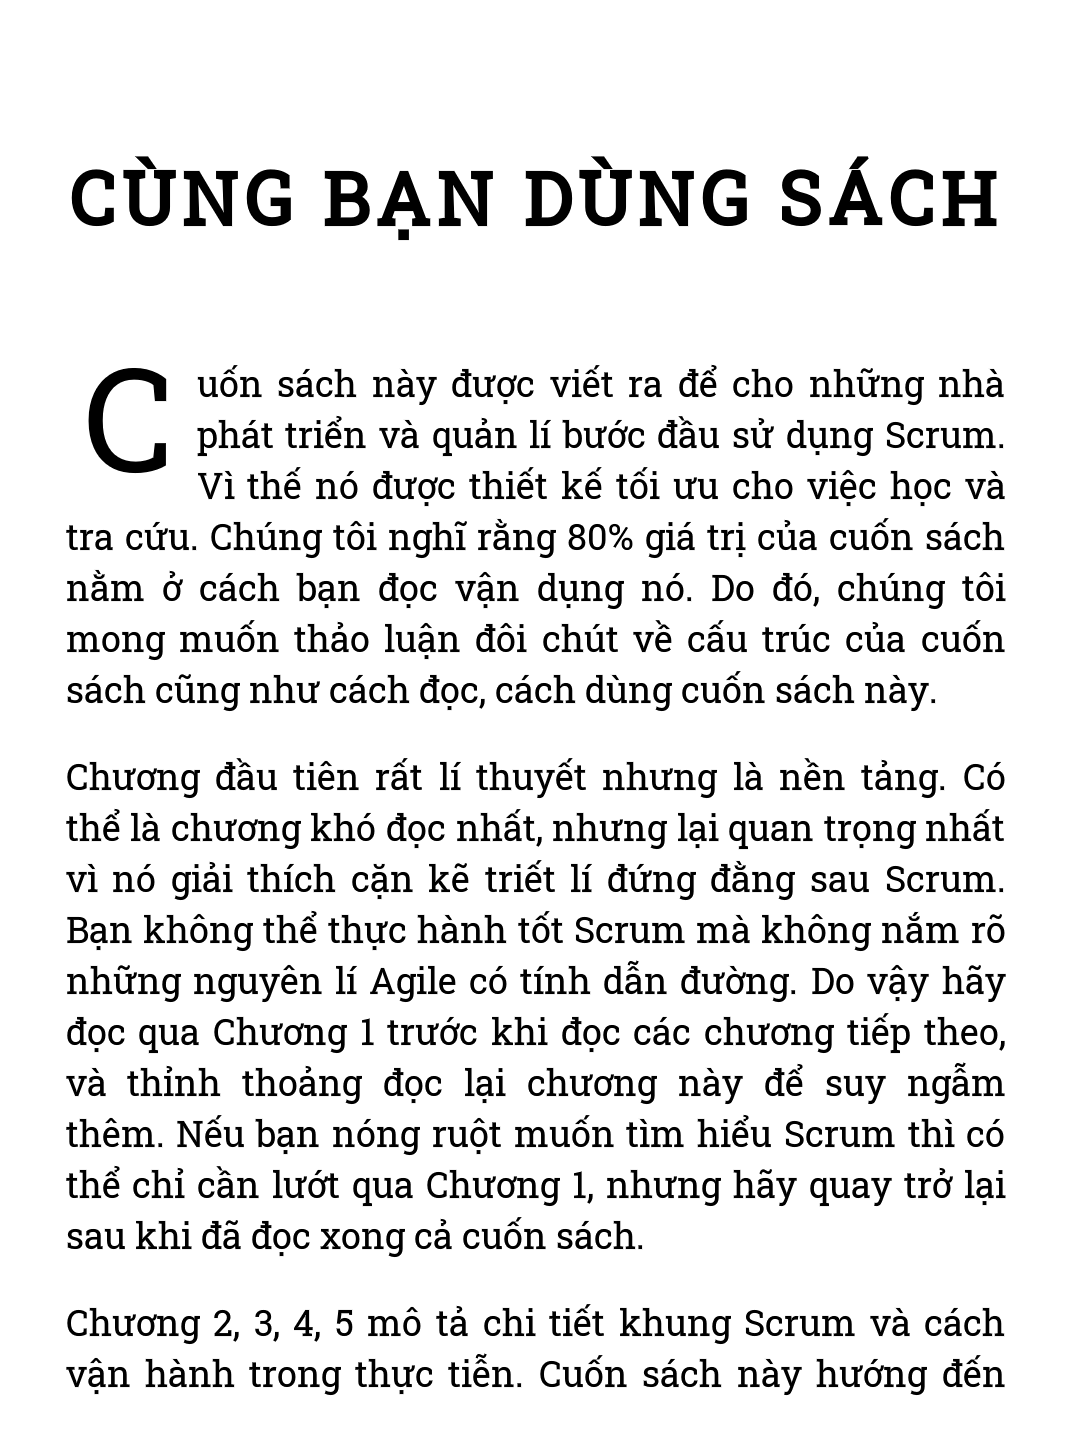 CÙNG BẠN DÙNG SÁCH
Cuốn sách này được viết ra để cho những nhà
phát triển và quản lí bước đầu sử dụng Scrum.
Vì thế nó được thiết kế tối ưu cho việc học và
tra cứu. Chúng tôi nghĩ rằng 80% giá trị của cuốn sách
nằm ở cách bạn đọc vận dụng nó. Do đó, chúng tôi
mong muốn thảo luận đôi chút về cấu trúc của cuốn
sách cũng như cách đọc, cách dùng cuốn sách này.
Chương đầu tiên rất lí thuyết nhưng là nền tảng. Có
thể là chương khó đọc nhất, nhưng lại quan trọng nhất
vì nó giải thích cặn kẽ triết lí đứng đằng sau Scrum.
Bạn không thể thực hành tốt Scrum mà không nắm rõ
những nguyên lí Agile có tính dẫn đường. Do vậy hãy
đọc qua Chương 1 trước khi đọc các chương tiếp theo,
và thỉnh thoảng đọc lại chương này để suy ngẫm
thêm. Nếu bạn nóng ruột muốn tìm hiểu Scrum thì có
thể chỉ cần lướt qua Chương 1, nhưng hãy quay trở lại
sau khi đã đọc xong cả cuốn sách.
Chương 2, 3, 4, 5 mô tả chi tiết khung Scrum và cách
vận hành trong thực tiễn. Cuốn sách này hướng đến